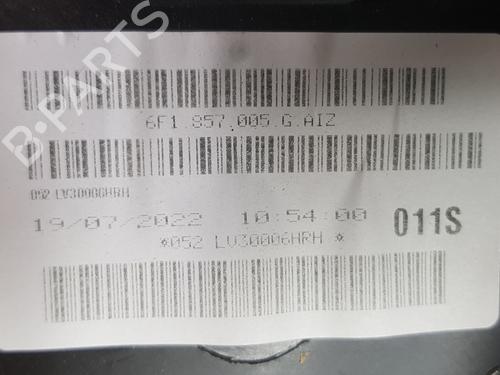 B-PARTS
6F1.857.005.G.AIZ
052 LV30006HRH
19/07/2022 10:54:00 011S
*052 LV30006HRH *